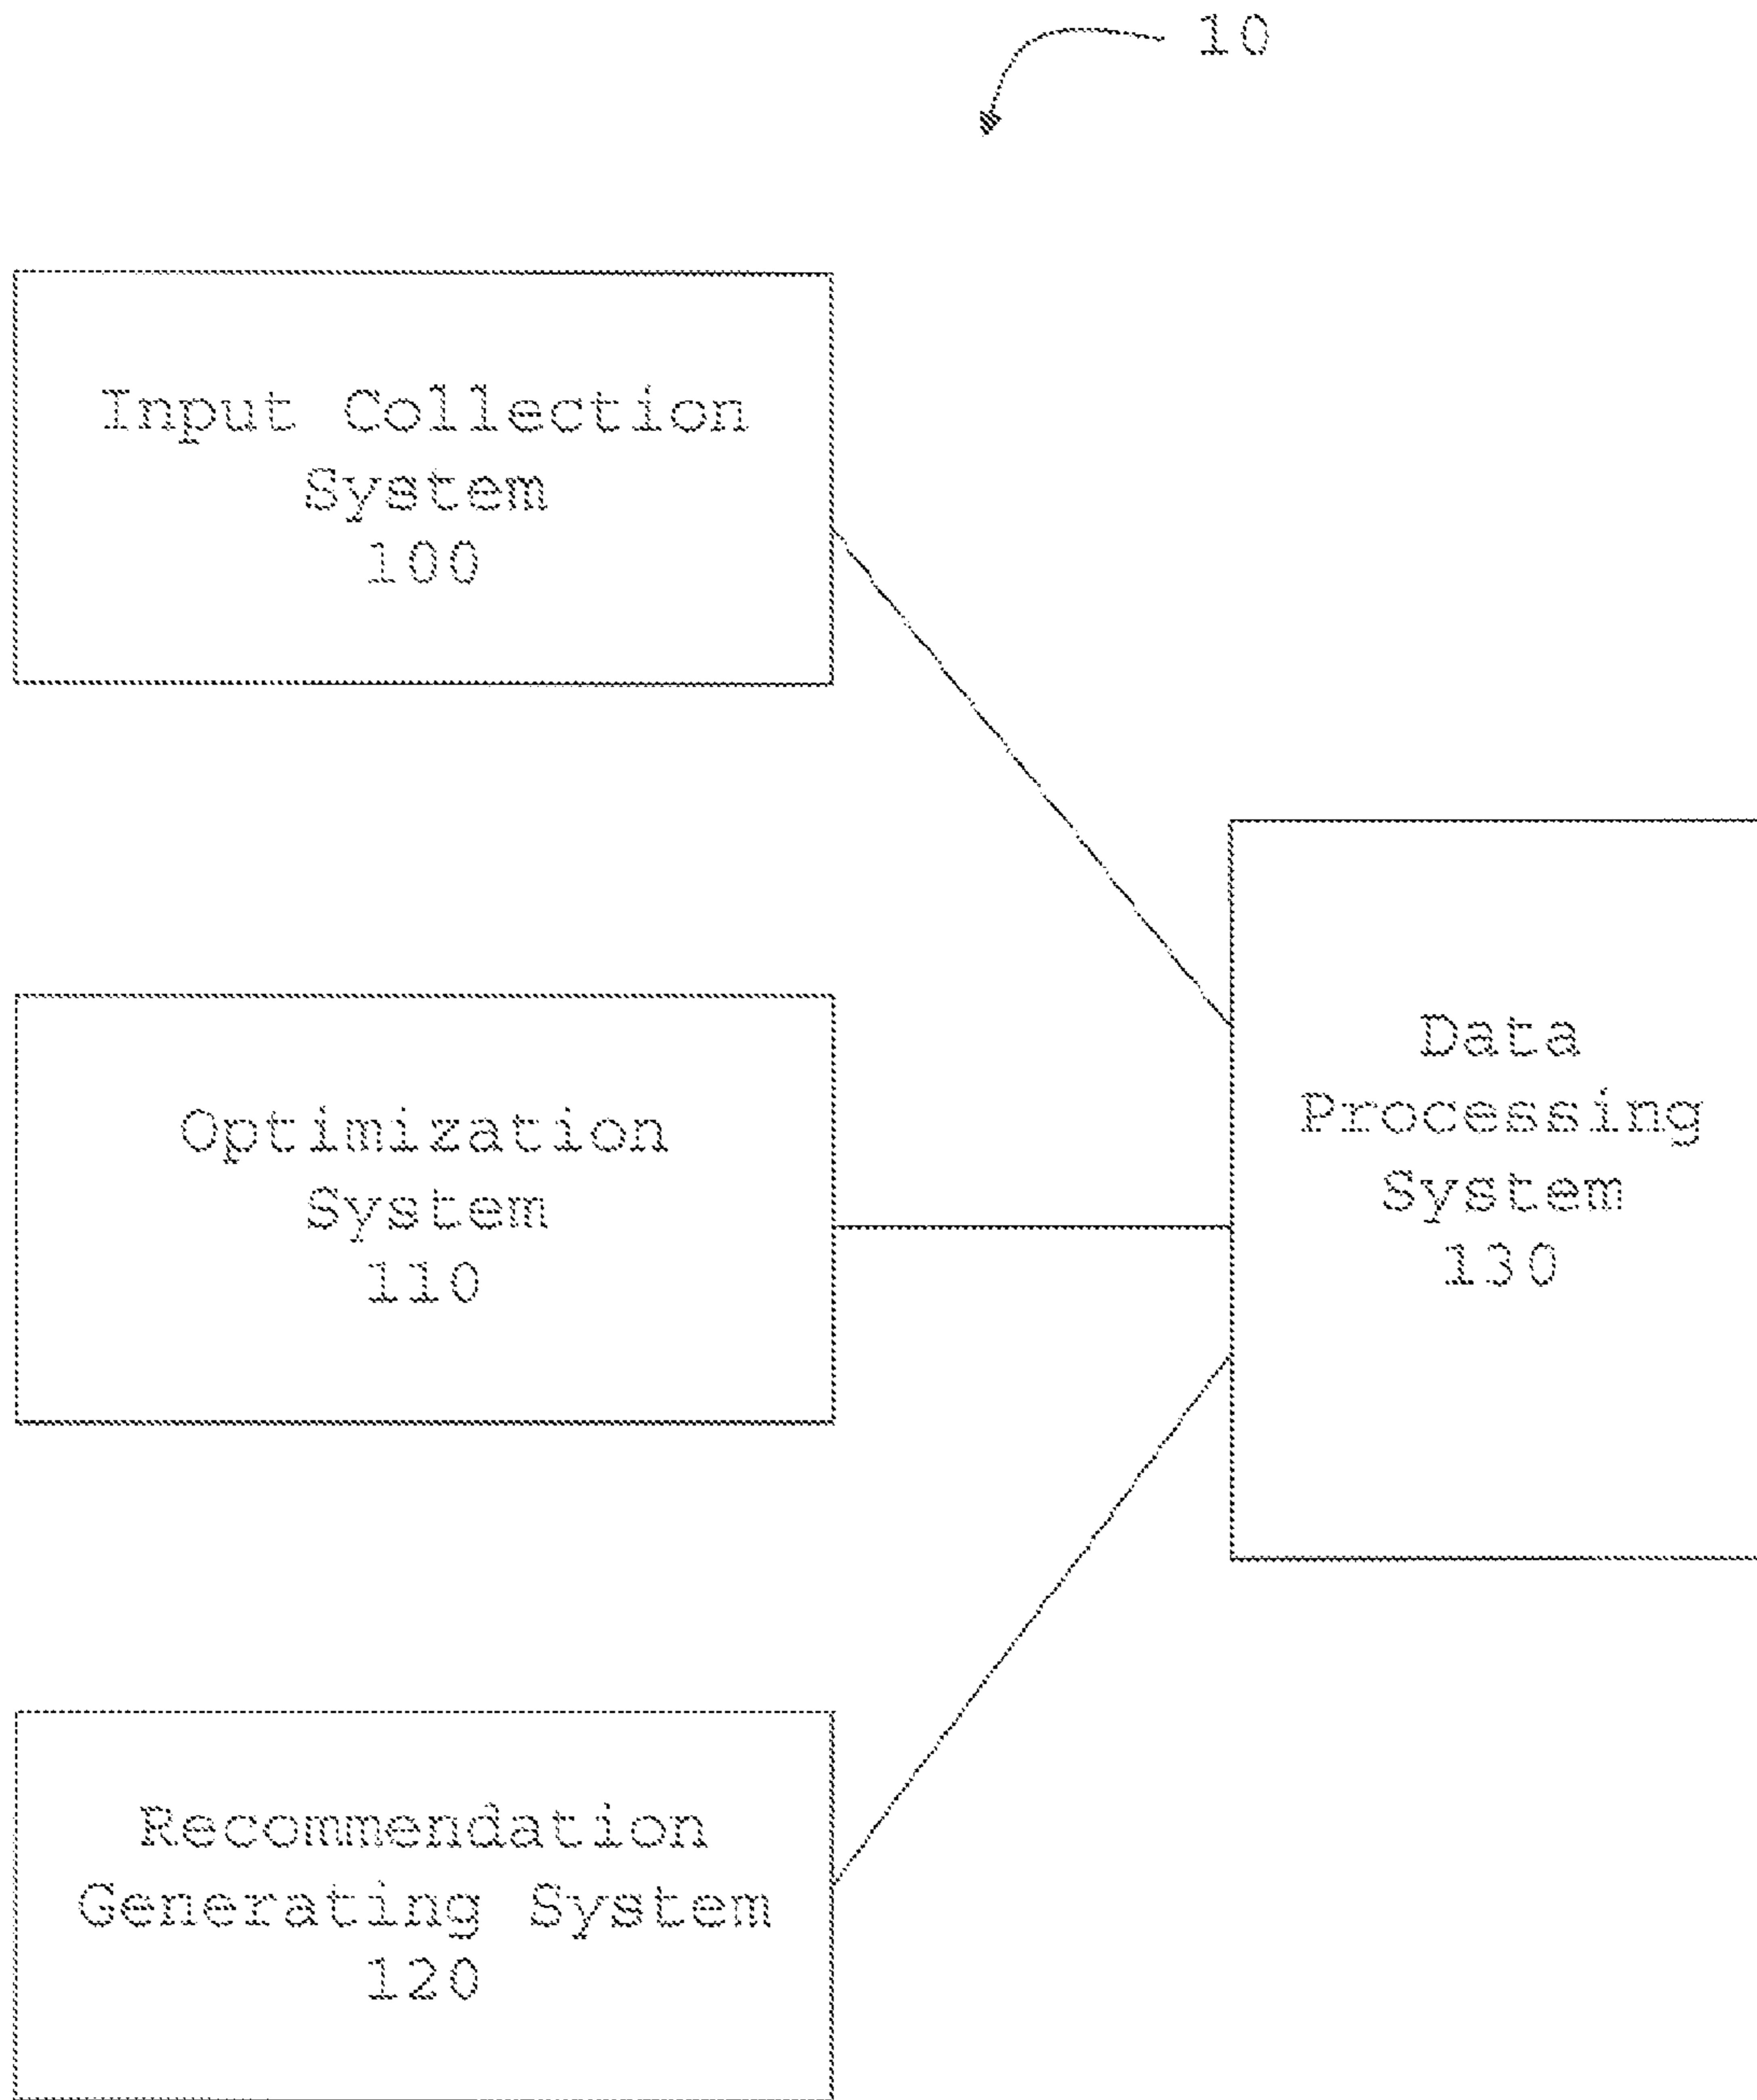 10
Input Collection
System
100
Optimization
System
110
Data
Processing
System
130
Recommendation
Generating System
120